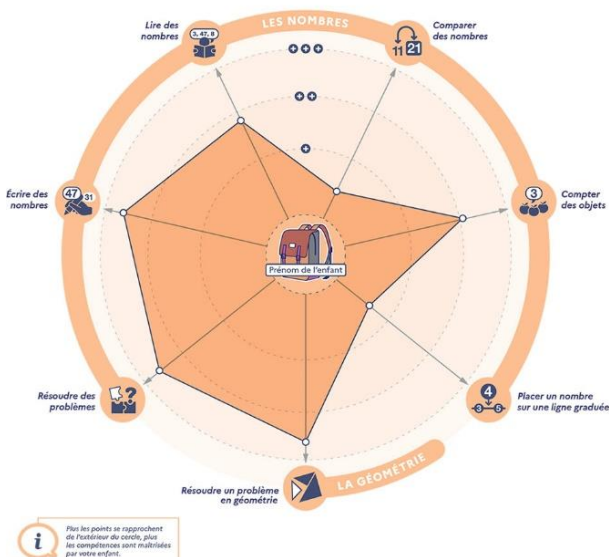 LES NOMBRES
Lire des
nombres
3, 47, 8
Comparer
des nombres
11 21
+++
++
+
Écrire des
nombres
47
31
Compter
des objets
3
Prénom de l'enfant
Résoudre des
problèmes
?
Placer un nombre
sur une ligne graduée
4
3 5
LA GÉOMÉTRIE
Résoudre un problème
en géométrie
i
Plus les points se rapprochent
de l'extérieur du cercle, plus
les compétences sont maîtrisées
par votre enfant.